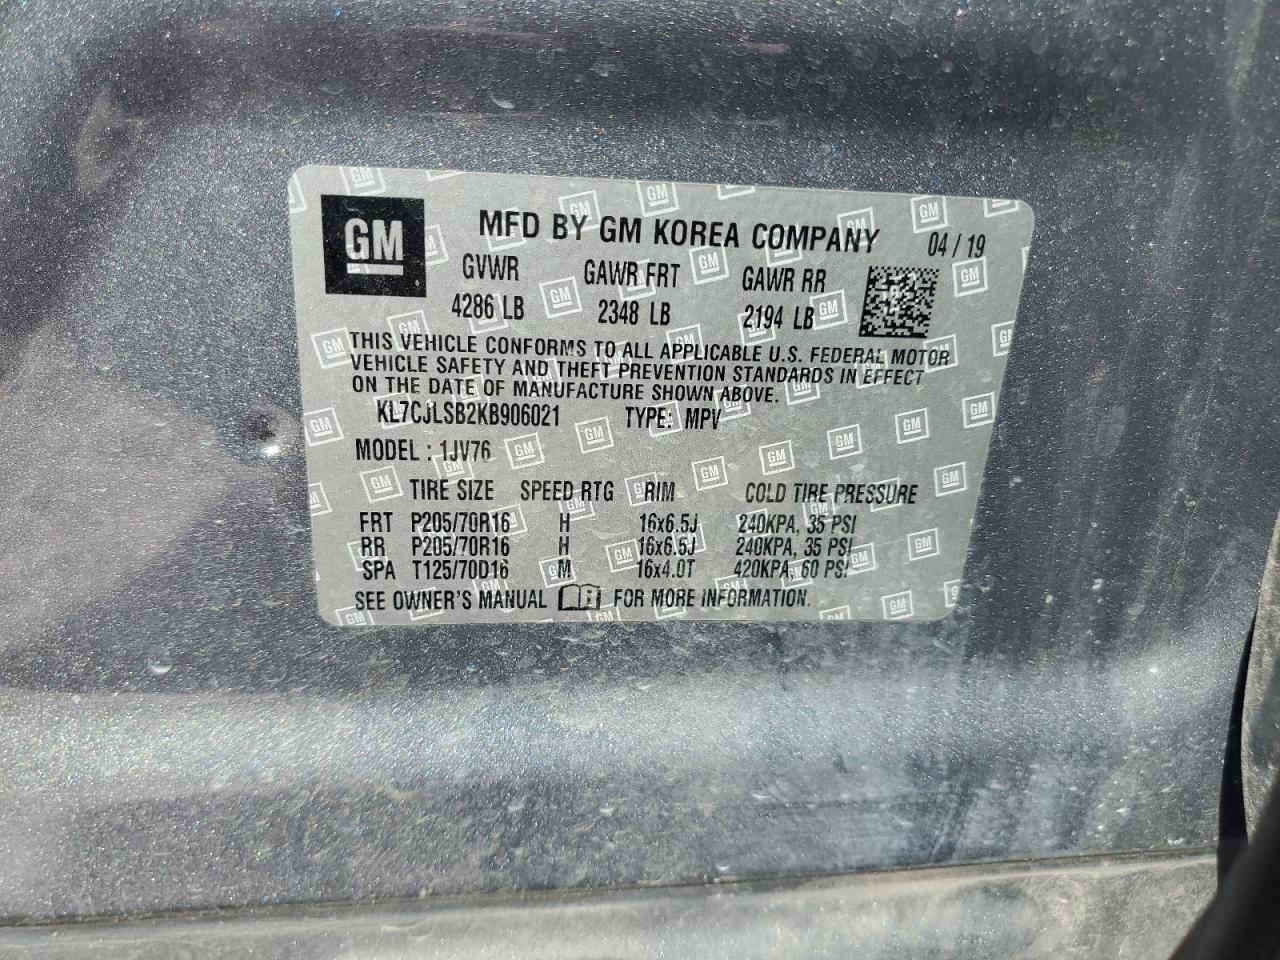 GM
MFD BY GM KOREA COMPANY 04 / 19
GVWR GAWR FRT GAWR RR
4286 LB 2348 LB 2194 LB
THIS VEHICLE CONFORMS TO ALL APPLICABLE U.S. FEDERAL MOTOR
VEHICLE SAFETY AND THEFT PREVENTION STANDARDS IN EFFECT
ON THE DATE OF MANUFACTURE SHOWN ABOVE.
KL7CJLSB2KB906021 TYPE: MPV
MODEL : 1JV76
TIRE SIZE SPEED RTG RIM COLD TIRE PRESSURE
FRT P205/70R16 H 16x6.5J 240KPA, 35 PSI
RR P205/70R16 H 16x6.5J 240KPA, 35 PSI
SPA T125/70D16 M 16x4.0T 420KPA, 60 PSI
SEE OWNER'S MANUAL FOR MORE INFORMATION.